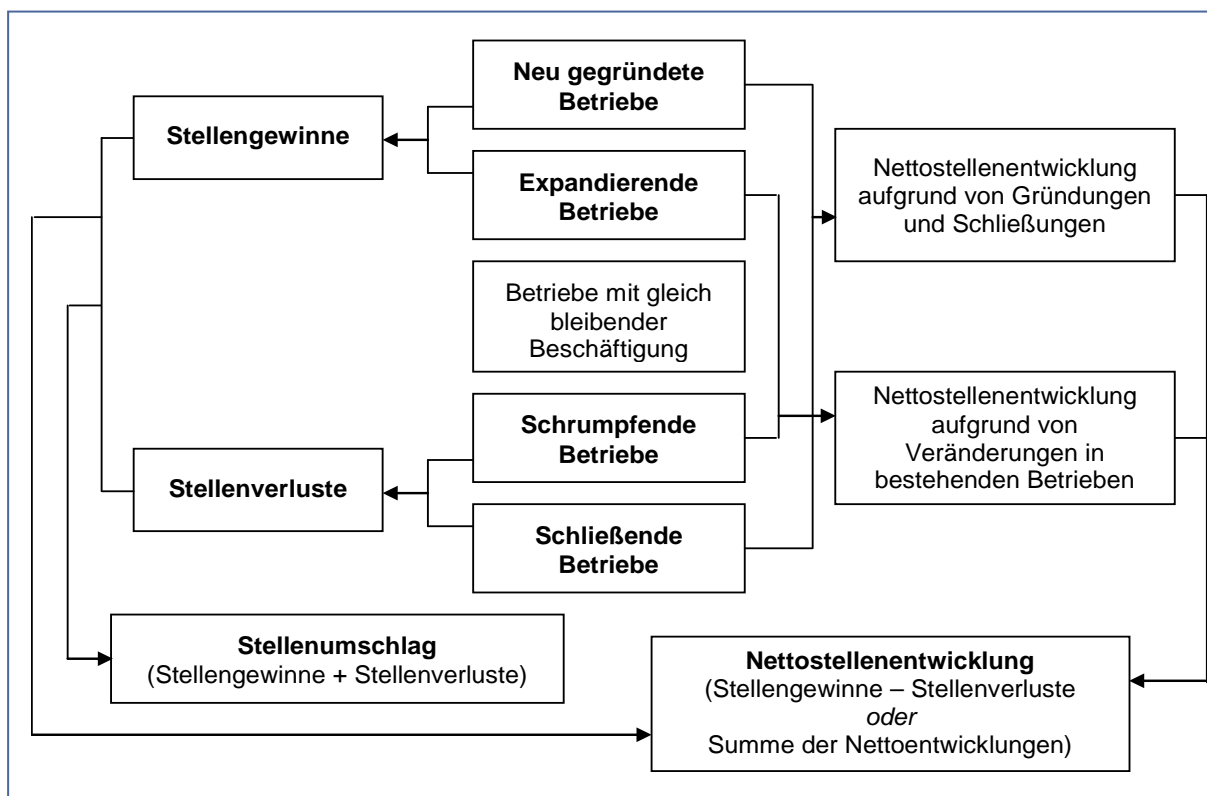 Neu gegründete
Betriebe
Stellengewinne
Expandierende
Betriebe
Nettostellenentwicklung
aufgrund von Gründungen
und Schließungen
Betriebe mit gleich
bleibender
Beschäftigung
Schrumpfende
Betriebe
Nettostellenentwicklung
aufgrund von
Veränderungen in
bestehenden Betrieben
Stellenverluste
Schließende
Betriebe
Stellenumschlag
(Stellengewinne + Stellenverluste)
Nettostellenentwicklung
(Stellengewinne – Stellenverluste
oder
Summe der Nettoentwicklungen)